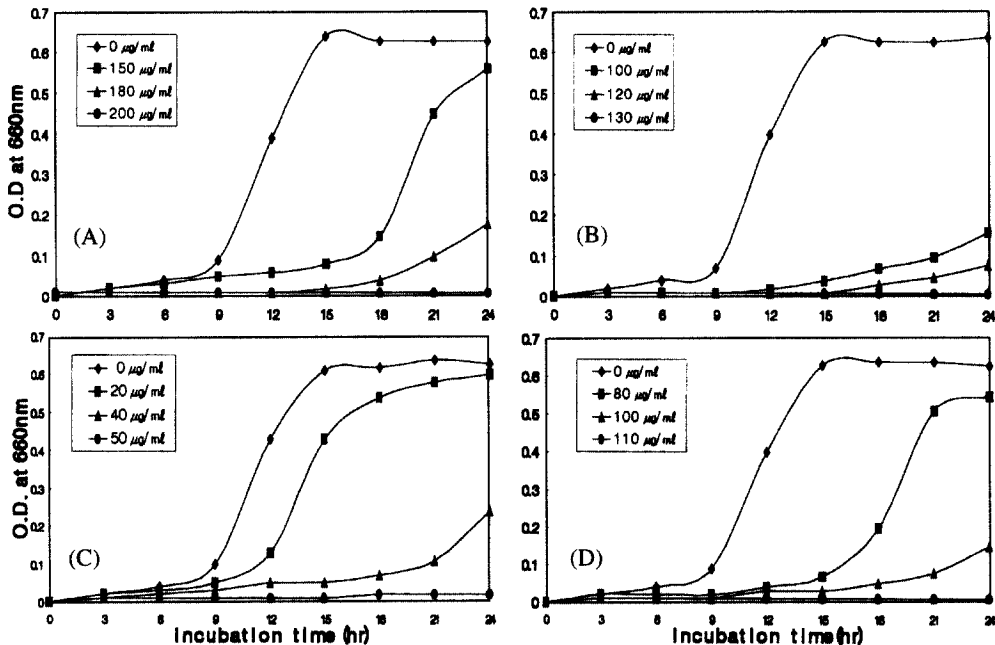 0.7
0.6
0.5
0.4
0.3
0.2
0.1
0
O.D at 660nm
0 μg/ml
150 μg/ml
180 μg/ml
200 μg/ml
(A)
0 3 6 9 12 15 18 21 24
0.7
0.6
0.5
0.4
0.3
0.2
0.1
0
0 μg/ml
100 μg/ml
120 μg/ml
130 μg/ml
(B)
0 3 6 9 12 15 18 21 24
0.7
0.6
0.5
0.4
0.3
0.2
0.1
0
O.D. at 660nm
0 μg/ml
20 μg/ml
40 μg/ml
50 μg/ml
(C)
0 3 6 9 12 15 18 21 24
Incubation time (hr)
0.7
0.6
0.5
0.4
0.3
0.2
0.1
0
0 μg/ml
80 μg/ml
100 μg/ml
110 μg/ml
(D)
0 3 6 9 12 15 18 21 24
Incubation time(hr)